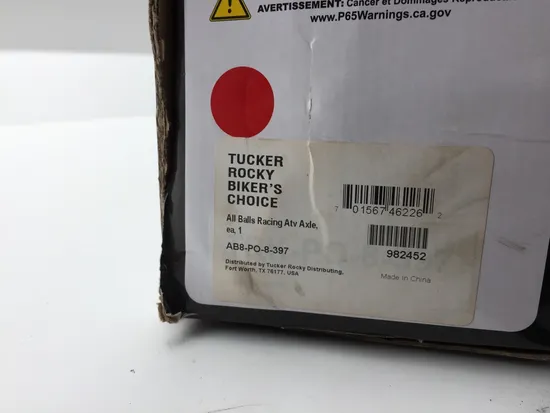 AVERTISSEMENT: Cancer et Dommages
www.P65Warnings.ca.gov
TUCKER
ROCKY
BIKER'S
CHOICE
All Balls Racing Atv Axle,
ea, 1
AB8-PO-8-397
Distributed by Tucker Rocky Distributing,
Fort Worth, TX 76177, USA
7 01567 46226 2
982452
Made in China